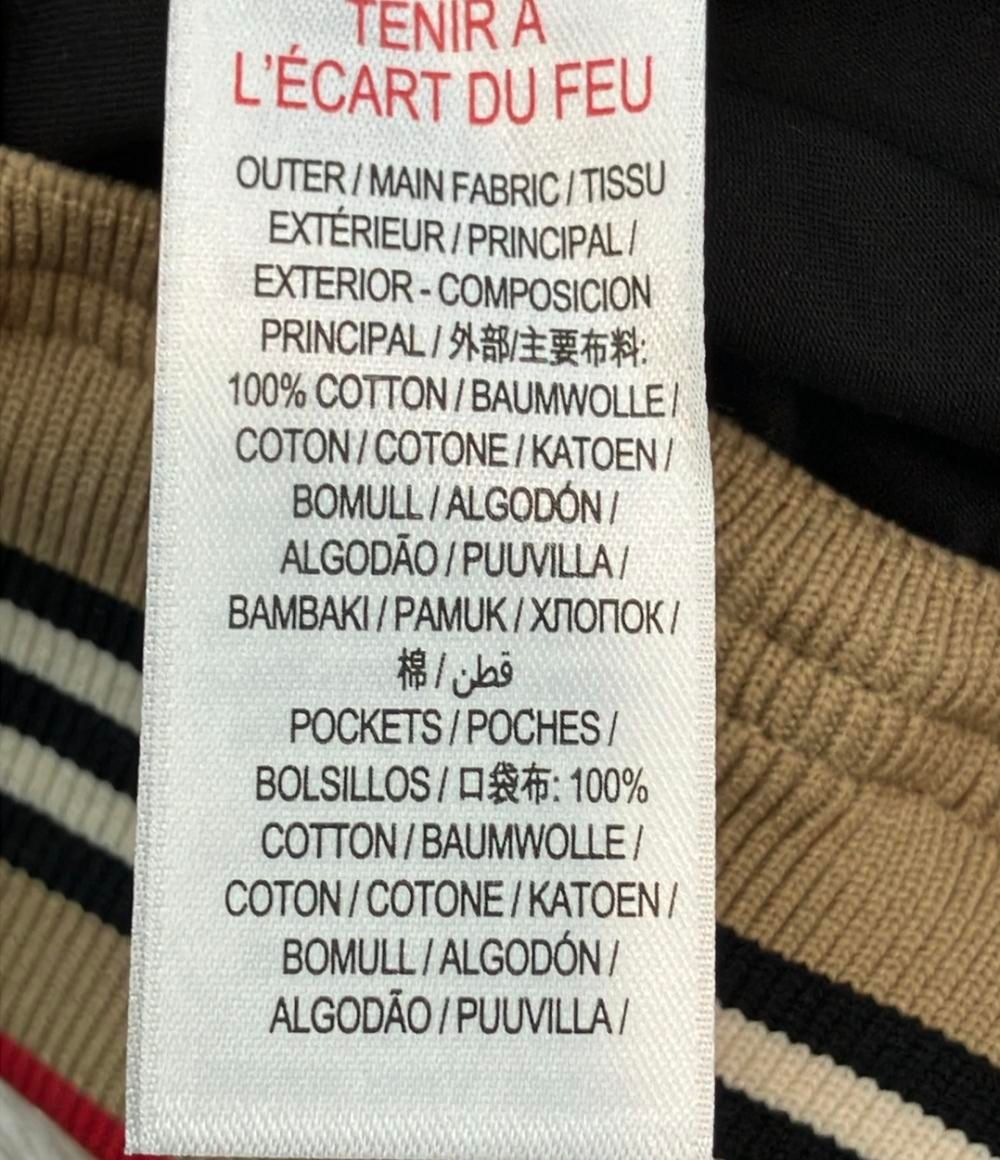 TENIR À
L'ÉCART DU FEU
OUTER / MAIN FABRIC / TISSU
EXTÉRIEUR / PRINCIPAL /
EXTERIOR - COMPOSICION
PRINCIPAL / 外部/主要布料:
100% COTTON / BAUMWOLLE /
COTON / COTONE / KATOEN /
BOMULL / ALGODÓN /
ALGODÃO / PUUVILLA /
BAMBAKI / PAMUK / ХЛОПОК /
棉 / قطن
POCKETS / POCHES /
BOLSILLOS / 口袋布: 100%
COTTON / BAUMWOLLE /
COTON / COTONE / KATOEN /
BOMULL / ALGODÓN /
ALGODÃO / PUUVILLA /